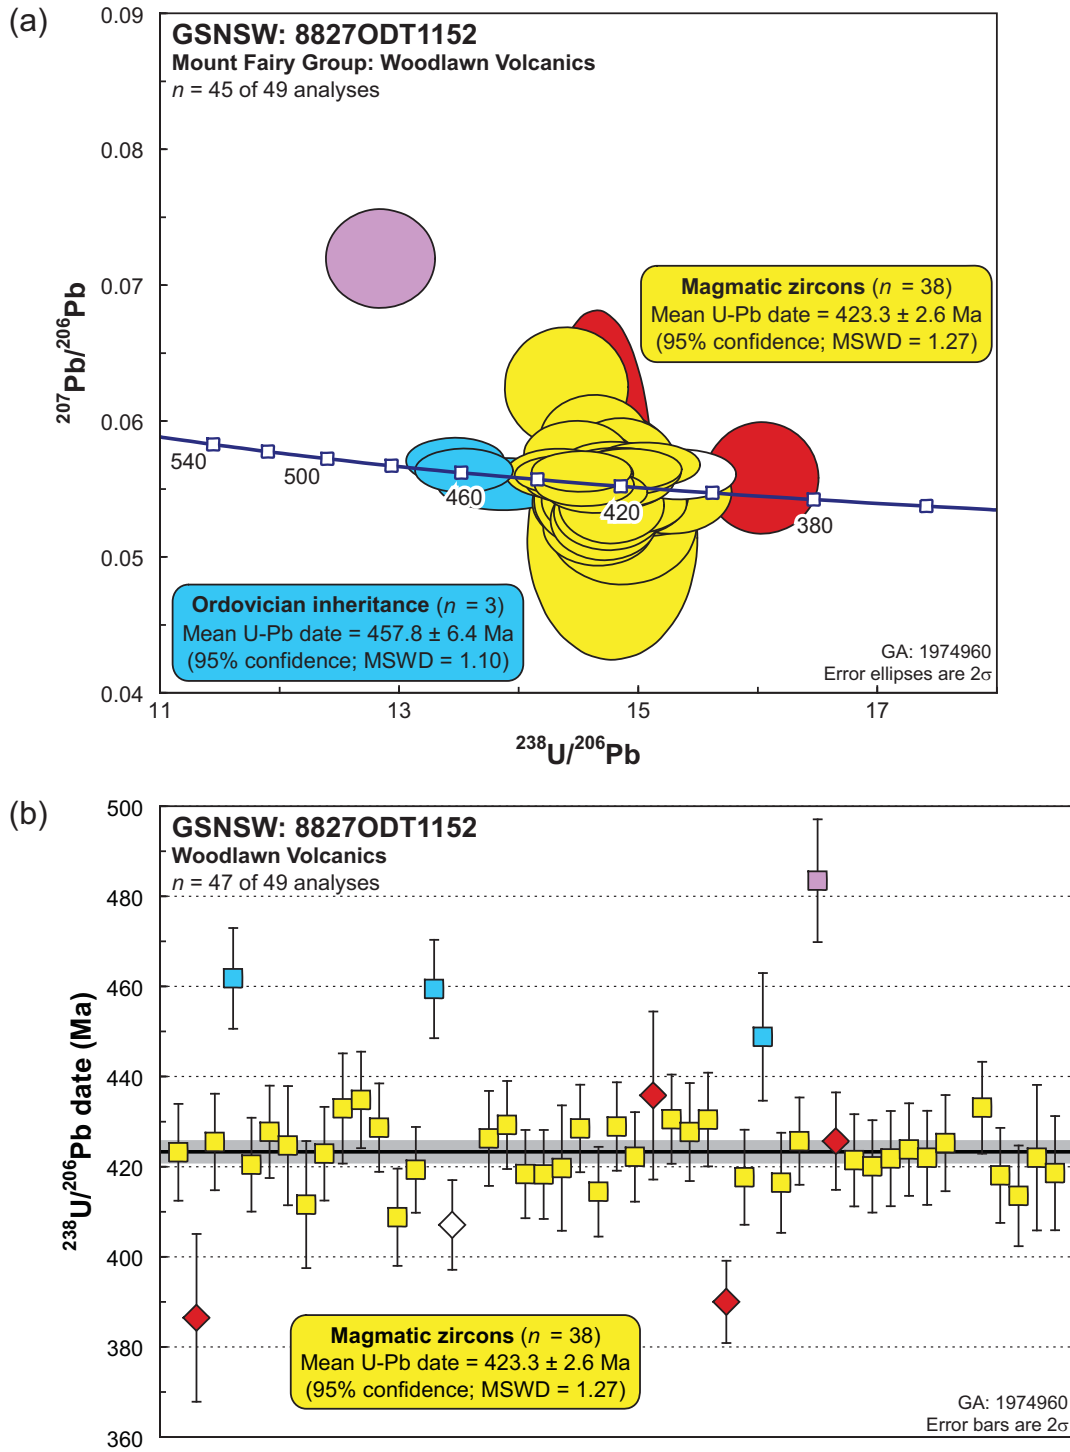 (a)
GSNSW: 8827ODT1152
Mount Fairy Group: Woodlawn Volcanics
n = 45 of 49 analyses
0.09
0.08
0.07
0.06
0.05
0.04
²⁰⁷Pb/²⁰⁶Pb
Magmatic zircons (n = 38)
Mean U-Pb date = 423.3 ± 2.6 Ma
(95% confidence; MSWD = 1.27)
540
500
460
420
380
Ordovician inheritance (n = 3)
Mean U-Pb date = 457.8 ± 6.4 Ma
(95% confidence; MSWD = 1.10)
GA: 1974960
Error ellipses are 2σ
11
13
15
17
²³⁸U/²⁰⁶Pb
(b)
GSNSW: 8827ODT1152
Woodlawn Volcanics
n = 47 of 49 analyses
500
480
460
440
420
400
380
360
²³⁸U/²⁰⁶Pb date (Ma)
Magmatic zircons (n = 38)
Mean U-Pb date = 423.3 ± 2.6 Ma
(95% confidence; MSWD = 1.27)
GA: 1974960
Error bars are 2σ